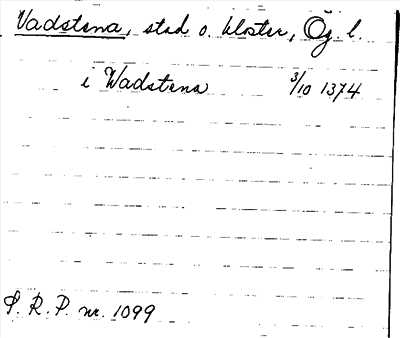 Vadstena, stad o. kloster, Ög. l.
i Wadstena 3/10 1374
S. R. P. nr. 1099